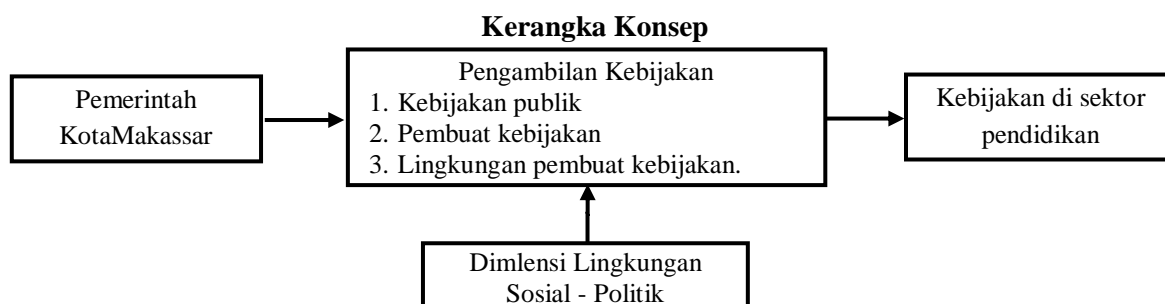 Kerangka Konsep
Pemerintah
KotaMakassar
Pengambilan Kebijakan
1. Kebijakan publik
2. Pembuat kebijakan
3. Lingkungan pembuat kebijakan.
Kebijakan di sektor
pendidikan
Dimlensi Lingkungan
Sosial - Politik